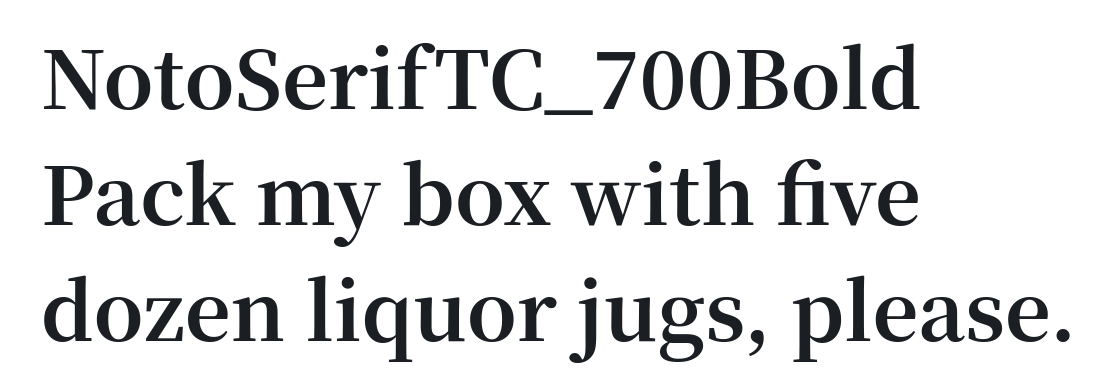 NotoSerifTC_700Bold
Pack my box with five
dozen liquor jugs, please.